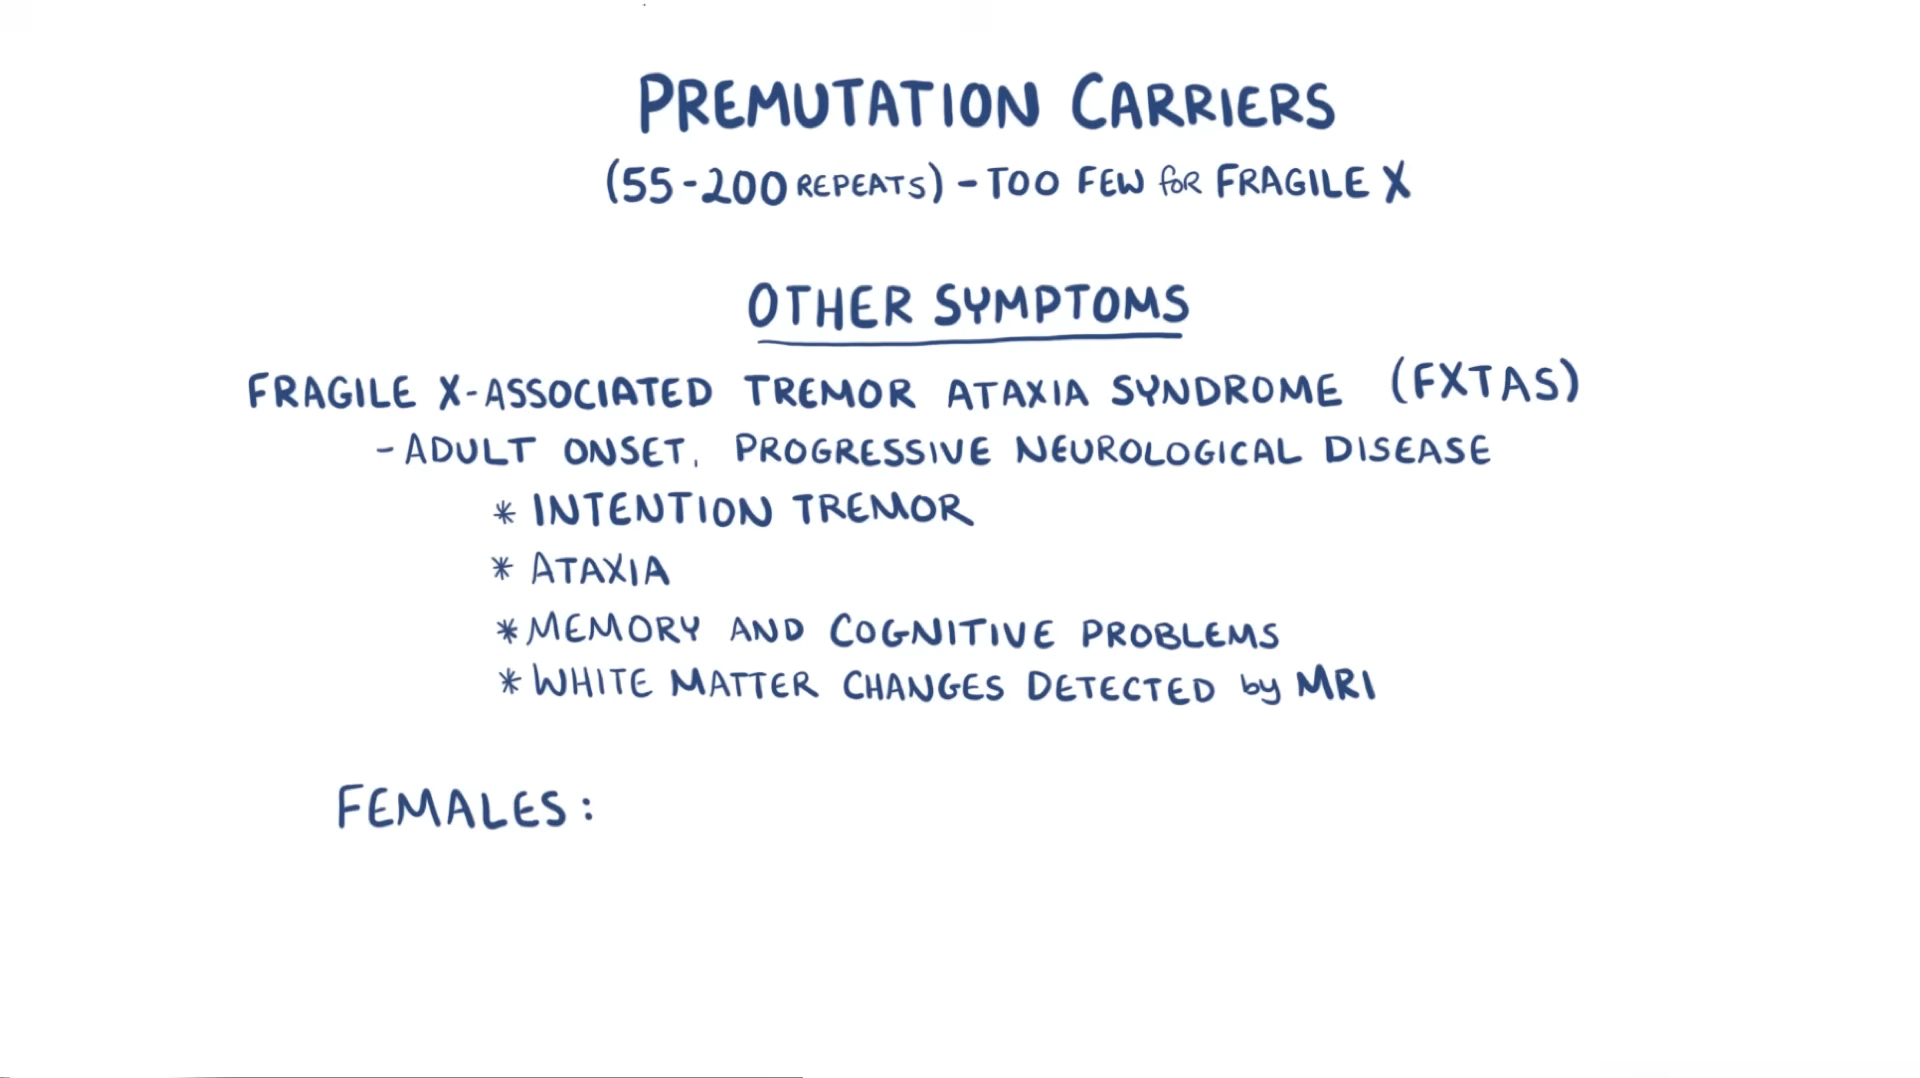 PREMUTATION CARRIERS
(55-200 REPEATS) - TOO FEW for FRAGILE X
OTHER SYMPTOMS
FRAGILE X-ASSOCIATED TREMOR ATAXIA SYNDROME (FXTAS)
- ADULT ONSET, PROGRESSIVE NEUROLOGICAL DISEASE
* INTENTION TREMOR
* ATAXIA
* MEMORY AND COGNITIVE PROBLEMS
* WHITE MATTER CHANGES DETECTED by MRI
FEMALES: